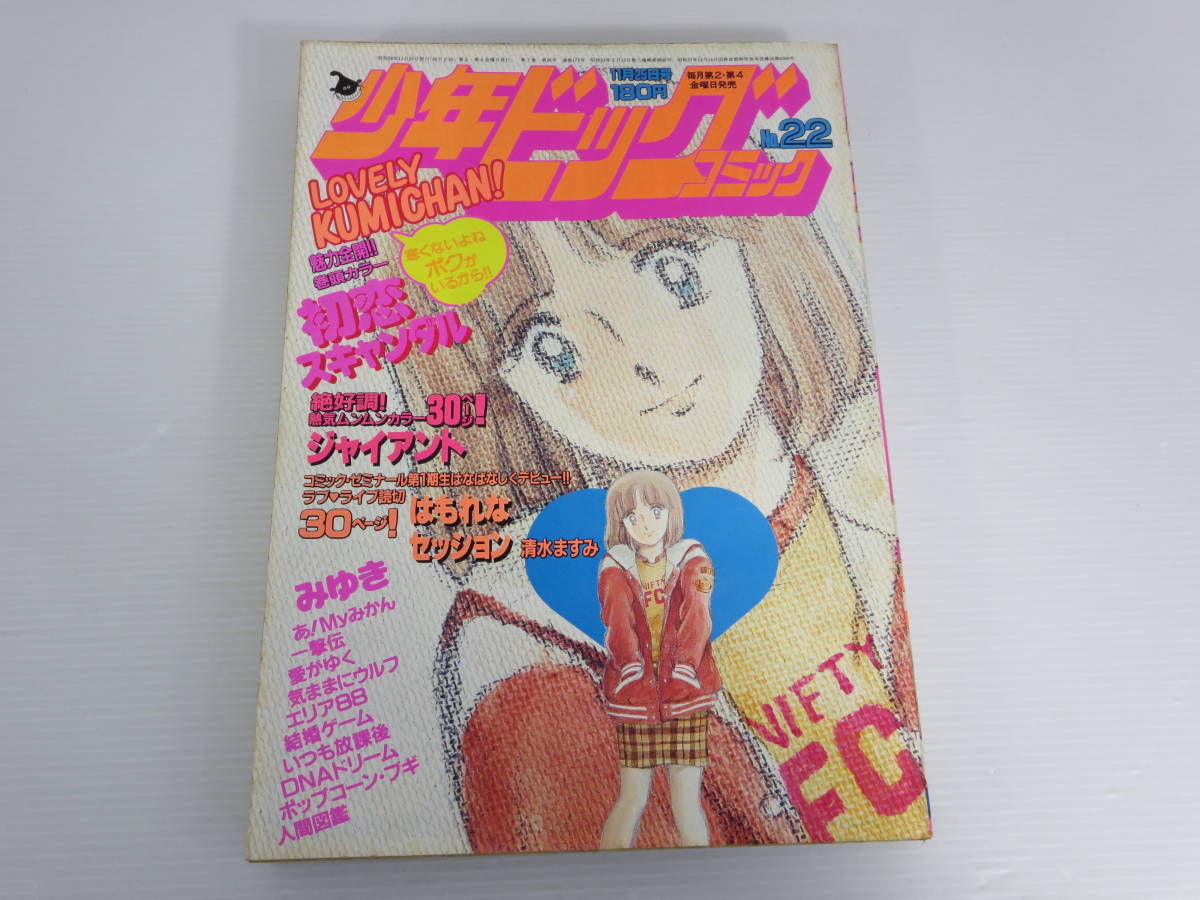 11月25日号
180円
毎月第2・第4
金曜日発売
少年ビッグ
コミック
No.22
LOVELY
KUMICHAN!
魅力全開!!
巻頭カラー
寒くないよね
ボクが
いるから!!
初恋
スキャンダル
絶好調!
熱気ムンムンカラー30ページ!
ジャイアント
コミック・ゼミナール第1期生はなばなしくデビュー!!
ラブ♥ライブ読切
30ページ!
はもれな
セッション
清水ますみ
みゆき
あ!Myみかん
一撃伝
愛がゆく
気ままにウルフ
エリア88
結婚ゲーム
いつも放課後
DNAドリーム
ポップコーン・ブギ
人間図鑑
NIFTY
FC
NIFTY
FC